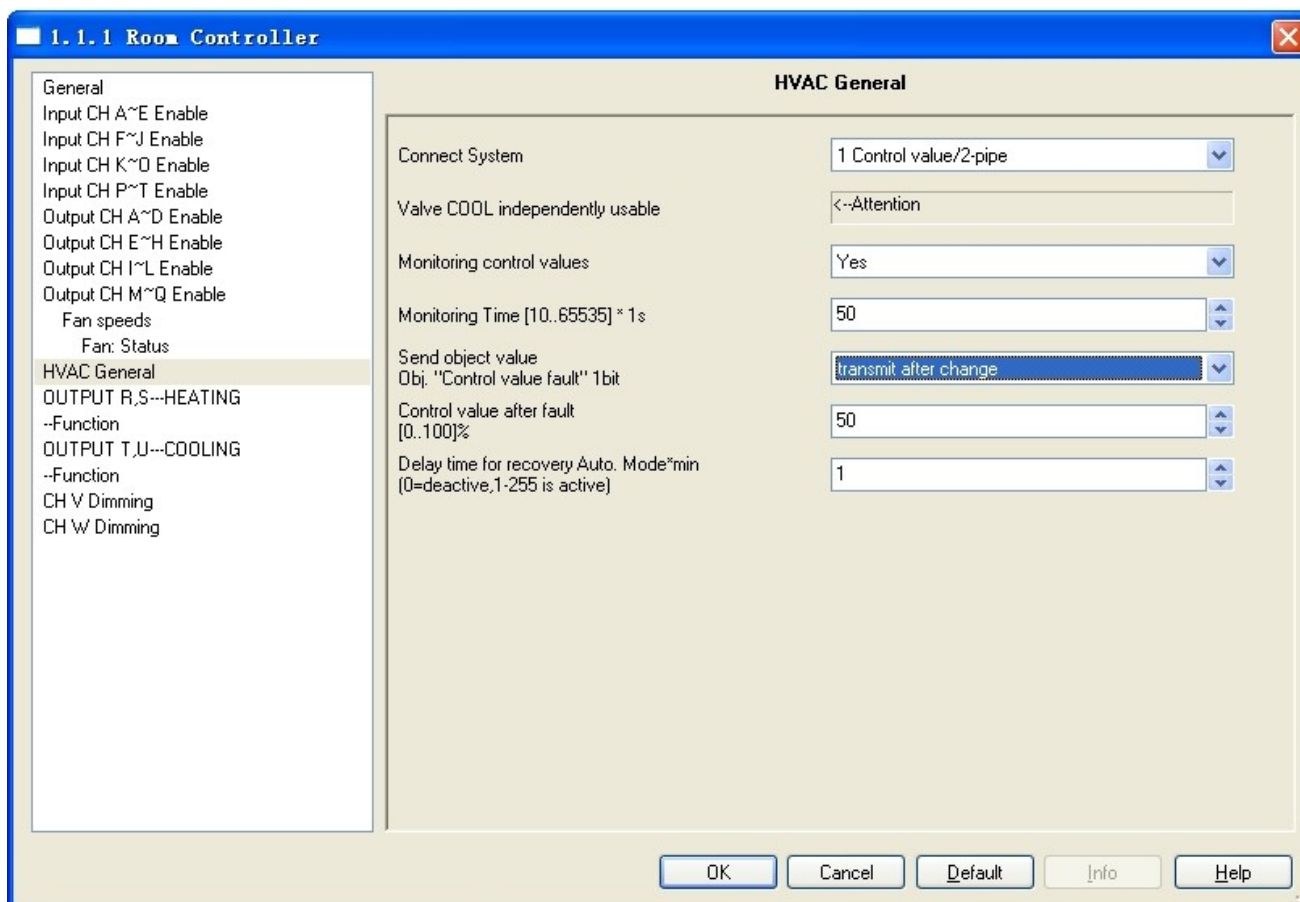 1.1.1 Room Controller
General
Input CH A~E Enable
Input CH F~J Enable
Input CH K~O Enable
Input CH P~T Enable
Output CH A~D Enable
Output CH E~H Enable
Output CH I~L Enable
Output CH M~Q Enable
Fan speeds
Fan: Status
HVAC General
OUTPUT R,S---HEATING
--Function
OUTPUT T,U---COOLING
--Function
CH V Dimming
CH W Dimming
HVAC General
Connect System
1 Control value/2-pipe
Valve COOL independently usable
<--Attention
Monitoring control values
Yes
Monitoring Time [10..65535] * 1s
50
Send object value
Obj. "Control value fault" 1bit
transmit after change
Control value after fault
[0..100]%
50
Delay time for recovery Auto. Mode*min
(0=deactive,1-255 is active)
1
OK
Cancel
Default
Info
Help